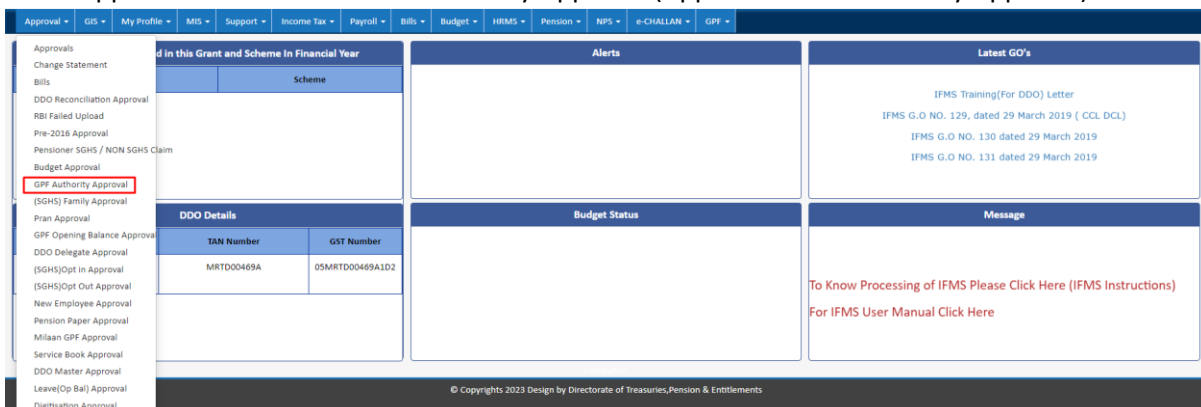 Approval GIS My Profile MIS Support Income Tax Payroll Bills Budget HRMS Pension NPS e-CHALLAN GPF
Approvals
Change Statement
Bills
DDO Reconciliation Approval
RBI Failed Upload
Pre-2016 Approval
Pensioner SGHS / NON SGHS Claim
Budget Approval
GPF Authority Approval
(SGHS) Family Approval
Pran Approval
GPF Opening Balance Approval
DDO Delegate Approval
(SGHS)Opt in Approval
(SGHS)Opt Out Approval
New Employee Approval
Pension Paper Approval
Milaan GPF Approval
Service Book Approval
DDO Master Approval
Leave(Op Bal) Approval
Digitisation Approval
d in this Grant and Scheme In Financial Year
Scheme
Alerts
Latest GO's
IFMS Training(For DDO) Letter
IFMS G.O NO. 129, dated 29 March 2019 ( CCL DCL)
IFMS G.O NO. 130 dated 29 March 2019
IFMS G.O NO. 131 dated 29 March 2019
DDO Details
TAN Number GST Number
MRTD00469A 05MRTD00469A1D2
Budget Status
Message
To Know Processing of IFMS Please Click Here (IFMS Instructions)
For IFMS User Manual Click Here
© Copyrights 2023 Design by Directorate of Treasuries,Pension & Entitlements